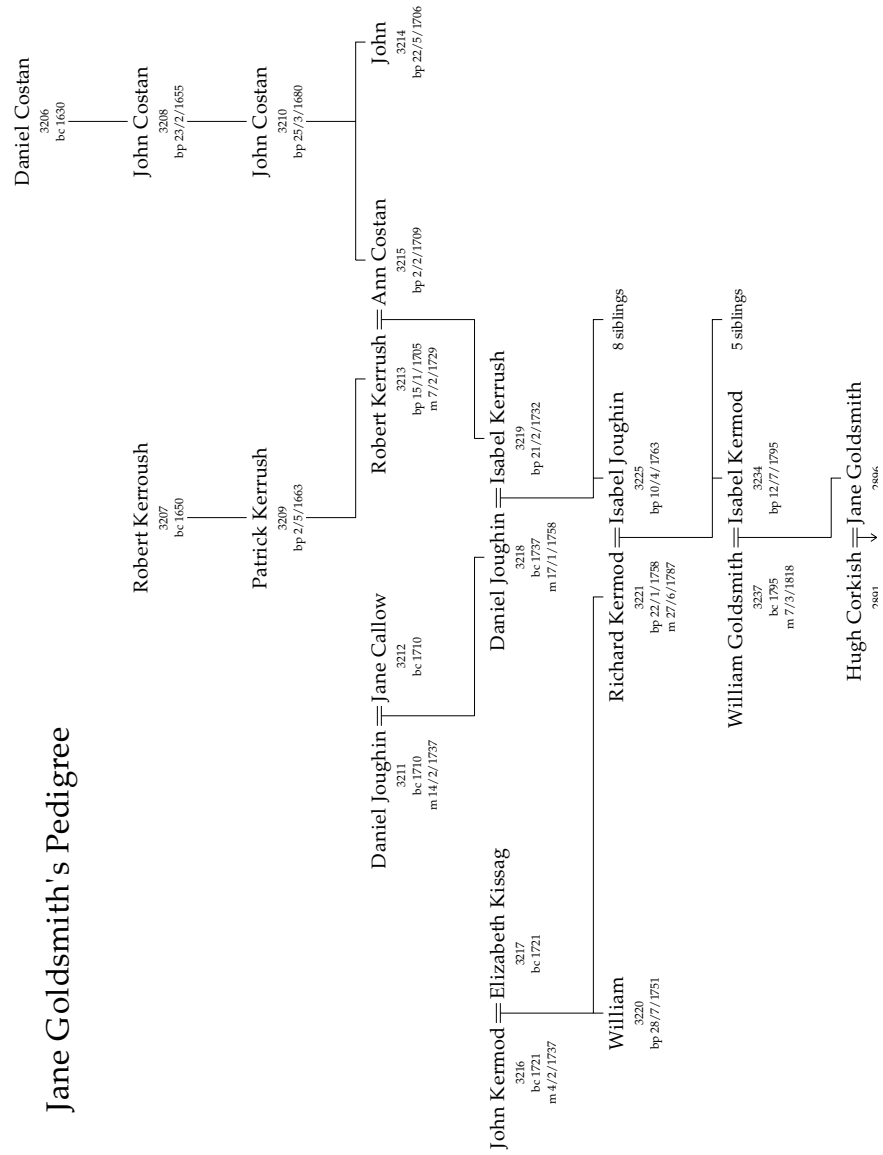 Jane Goldsmith's Pedigree
Daniel Costan
3206
bc 1630
Robert Kerroush
3207
bc 1650
John Costan
3208
bp 23/2/1655
Patrick Kerrush
3209
bp 2/5/1663
John Costan
3210
bp 25/3/1680
Daniel Joughin
3211
bc 1710
m 14/2/1737
Jane Callow
3212
bc 1710
Robert Kerrush
3213
bp 15/1/1705
m 7/2/1729
Ann Costan
3215
bp 2/2/1709
John
3214
bp 22/5/1706
John Kermod
3216
bc 1721
m 4/2/1737
Elizabeth Kissag
3217
bc 1721
Daniel Joughin
3218
bc 1737
m 17/1/1758
Isabel Kerrush
3219
bp 21/2/1732
William
3220
bp 28/7/1751
Richard Kermod
3221
bp 22/1/1758
m 27/6/1787
Isabel Joughin
3225
bp 10/4/1763
8 siblings
William Goldsmith
3237
bc 1795
m 7/3/1818
Isabel Kermod
3234
bp 12/7/1795
5 siblings
Hugh Corkish
2891
Jane Goldsmith
2896